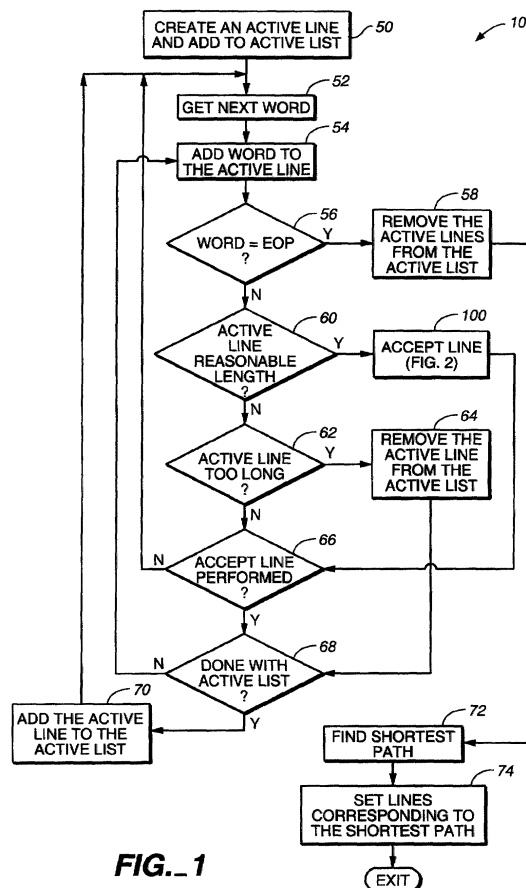 CREATE AN ACTIVE LINE
AND ADD TO ACTIVE LIST
50
10
52
GET NEXT WORD
54
ADD WORD TO
THE ACTIVE LINE
56
WORD = EOP
?
Y
N
58
REMOVE THE
ACTIVE LINES
FROM THE
ACTIVE LIST
60
ACTIVE
LINE
REASONABLE
LENGTH
?
Y
N
100
ACCEPT LINE
(FIG. 2)
62
ACTIVE LINE
TOO LONG
?
Y
N
64
REMOVE THE
ACTIVE LINE
FROM THE
ACTIVE LIST
66
N
ACCEPT LINE
PERFORMED
?
Y
68
N
DONE WITH
ACTIVE LIST
?
Y
70
ADD THE ACTIVE
LINE TO THE
ACTIVE LIST
72
FIND SHORTEST
PATH
74
SET LINES
CORRESPONDING TO
THE SHORTEST PATH
EXIT
FIG._1